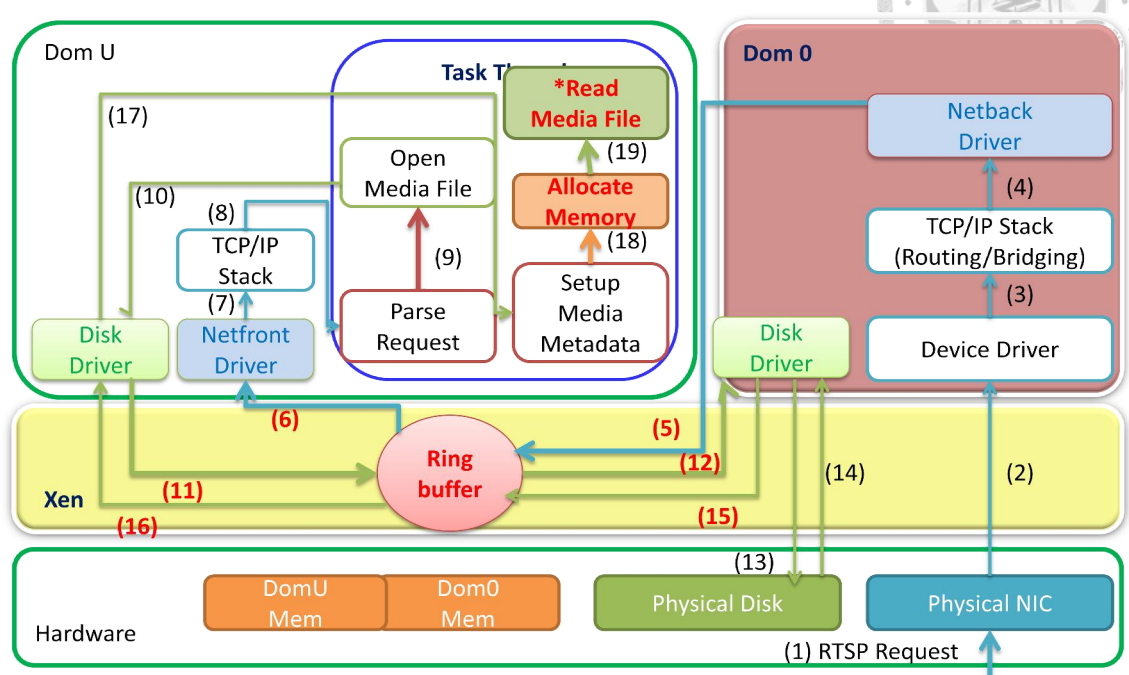 Dom U
Task Th
*Read
Media File
(17)
Open
Media File
(19)
(10)
Allocate
Memory
(8)
TCP/IP
Stack
(9)
(18)
(7)
Parse
Request
Setup
Media
Metadata
Disk
Driver
Netfront
Driver
Dom 0
Netback
Driver
(4)
TCP/IP Stack
(Routing/Bridging)
(3)
Disk
Driver
Device Driver
(6)
(5)
Ring
buffer
(12)
(14)
(2)
(11)
Xen
(16)
(15)
(13)
DomU
Mem
Dom0
Mem
Physical Disk
Physical NIC
Hardware
(1) RTSP Request